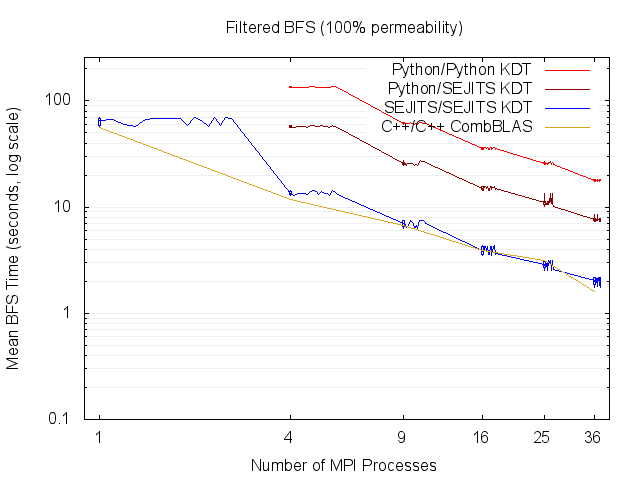 Filtered BFS (100% permeability)
Python/Python KDT
Python/SEJITS KDT
SEJITS/SEJITS KDT
C++/C++ CombBLAS
Mean BFS Time (seconds, log scale)
100
10
1
0.1
1 4 9 16 25 36
Number of MPI Processes